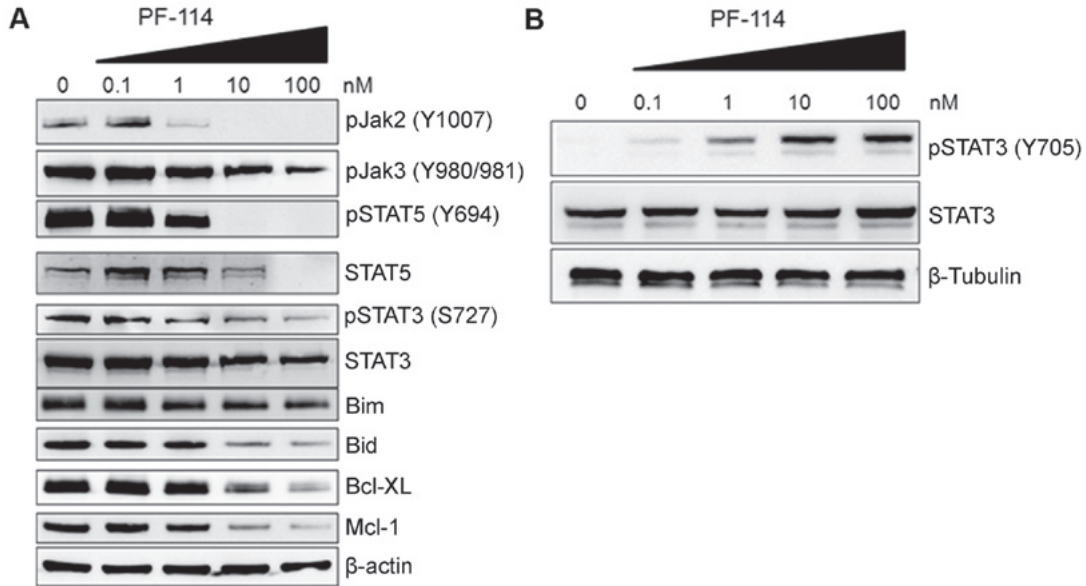 A
PF-114
0 0.1 1 10 100 nM
pJak2 (Y1007)
pJak3 (Y980/981)
pSTAT5 (Y694)
STAT5
pSTAT3 (S727)
STAT3
Bim
Bid
Bcl-XL
Mcl-1
β-actin
B
PF-114
0 0.1 1 10 100 nM
pSTAT3 (Y705)
STAT3
β-Tubulin